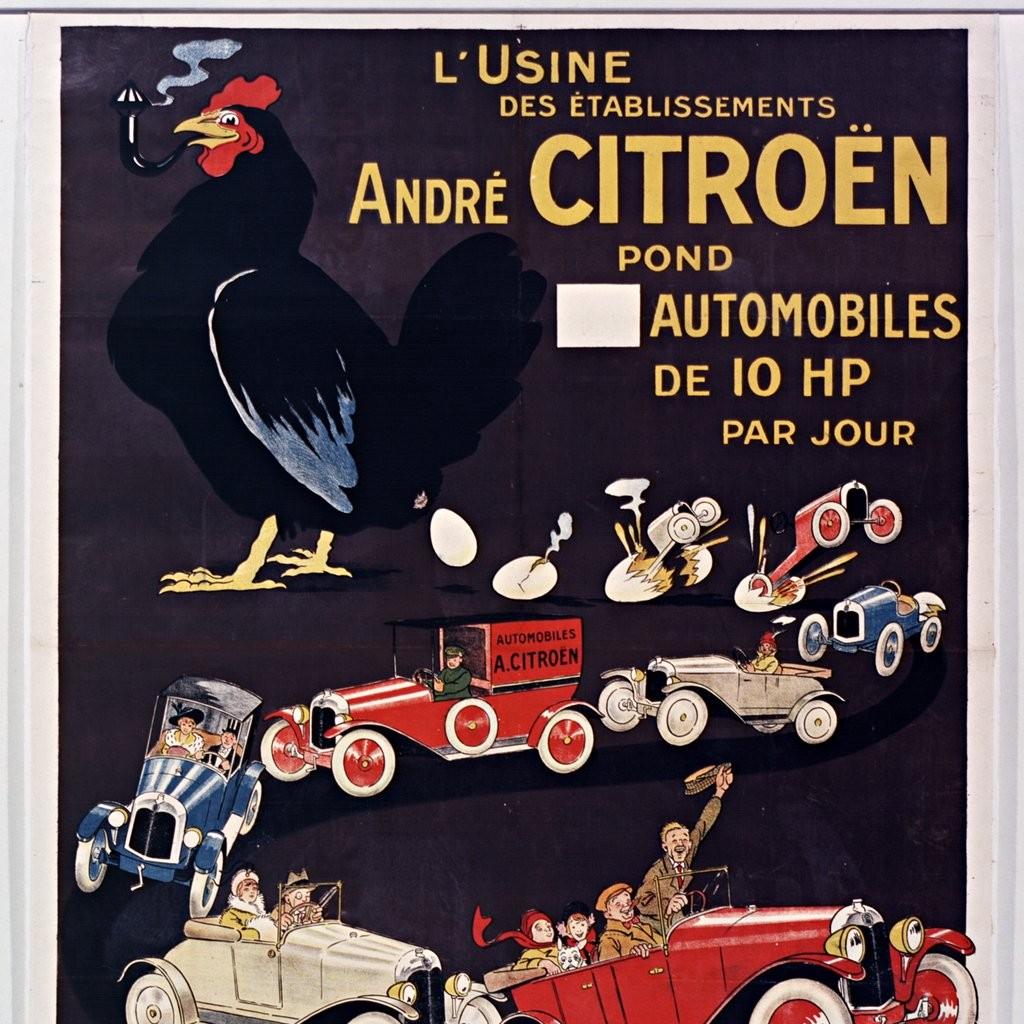 L'USINE
DES ÉTABLISSEMENTS
ANDRÉ CITROËN
POND
AUTOMOBILES
DE 10 HP
PAR JOUR
AUTOMOBILES
A.CITROËN